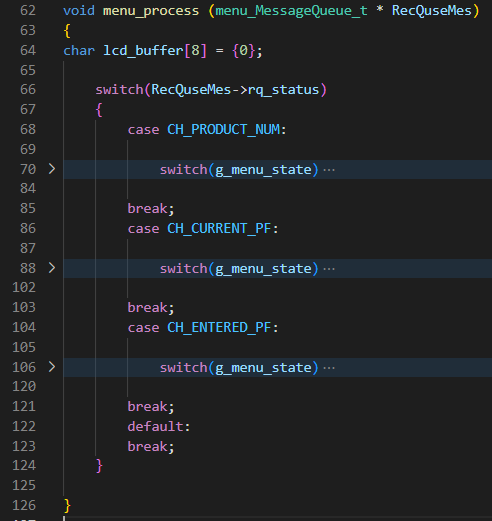 62 void menu_process (menu_MessageQueue_t * RecQuseMes)
63 {
64 char lcd_buffer[8] = {0};
65
66 switch(RecQuseMes->rq_status)
67 {
68 case CH_PRODUCT_NUM:
69
70 > switch(g_menu_state) ···
84
85 break;
86 case CH_CURRENT_PF:
87
88 > switch(g_menu_state) ···
102
103 break;
104 case CH_ENTERED_PF:
105
106 > switch(g_menu_state) ···
120
121 break;
122 default:
123 break;
124 }
125
126 }